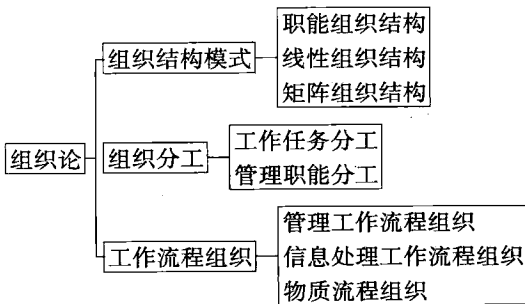 职能组织结构
组织结构模式
线性组织结构
矩阵组织结构
工作任务分工
组织论
组织分工
管理职能分工
管理工作流程组织
工作流程组织
信息处理工作流程组织
物质流程组织